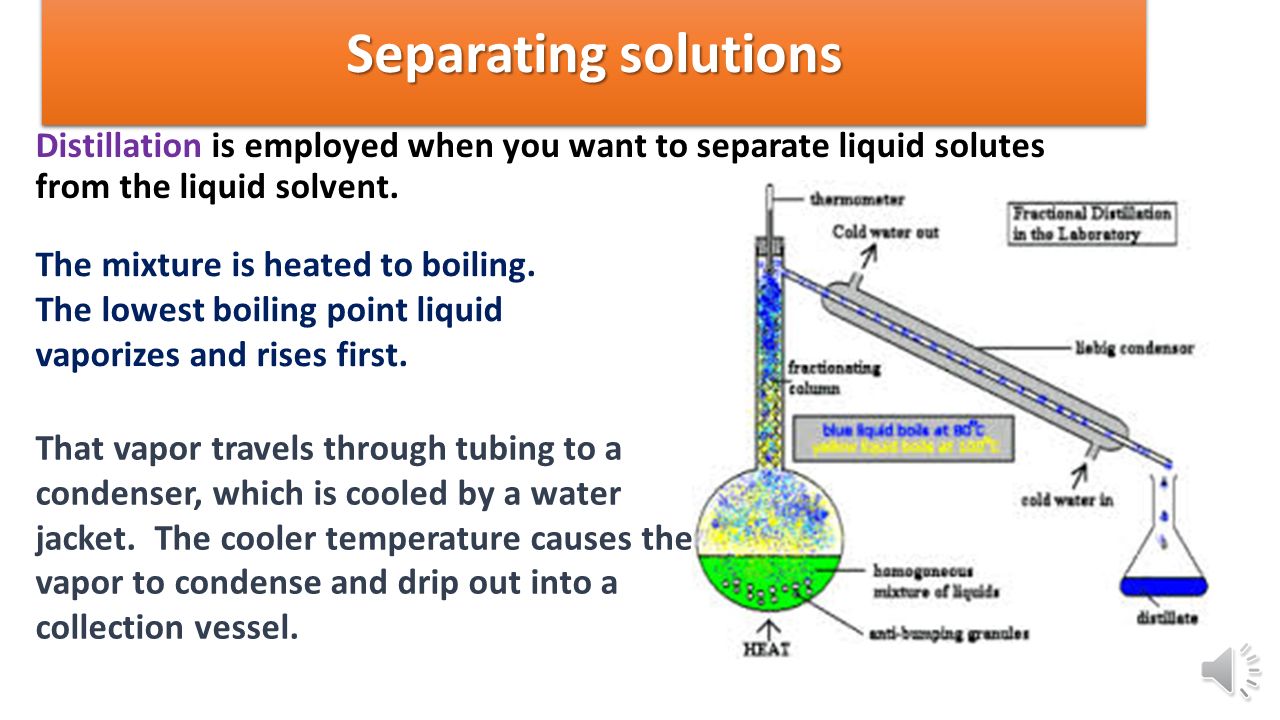 Separating solutions
Distillation is employed when you want to separate liquid solutes
from the liquid solvent.
The mixture is heated to boiling.
The lowest boiling point liquid
vaporizes and rises first.
That vapor travels through tubing to a
condenser, which is cooled by a water
jacket. The cooler temperature causes the
vapor to condense and drip out into a
collection vessel.
thermometer
Cold water out
Fractional Distillation
in the Laboratory
liebig condensor
fractionating
column
blue liquid boils at 80°C
yellow liquid boils at 100°C
cold water in
homogeneous
mixture of liquids
distillate
anti-bumping granules
HEAT